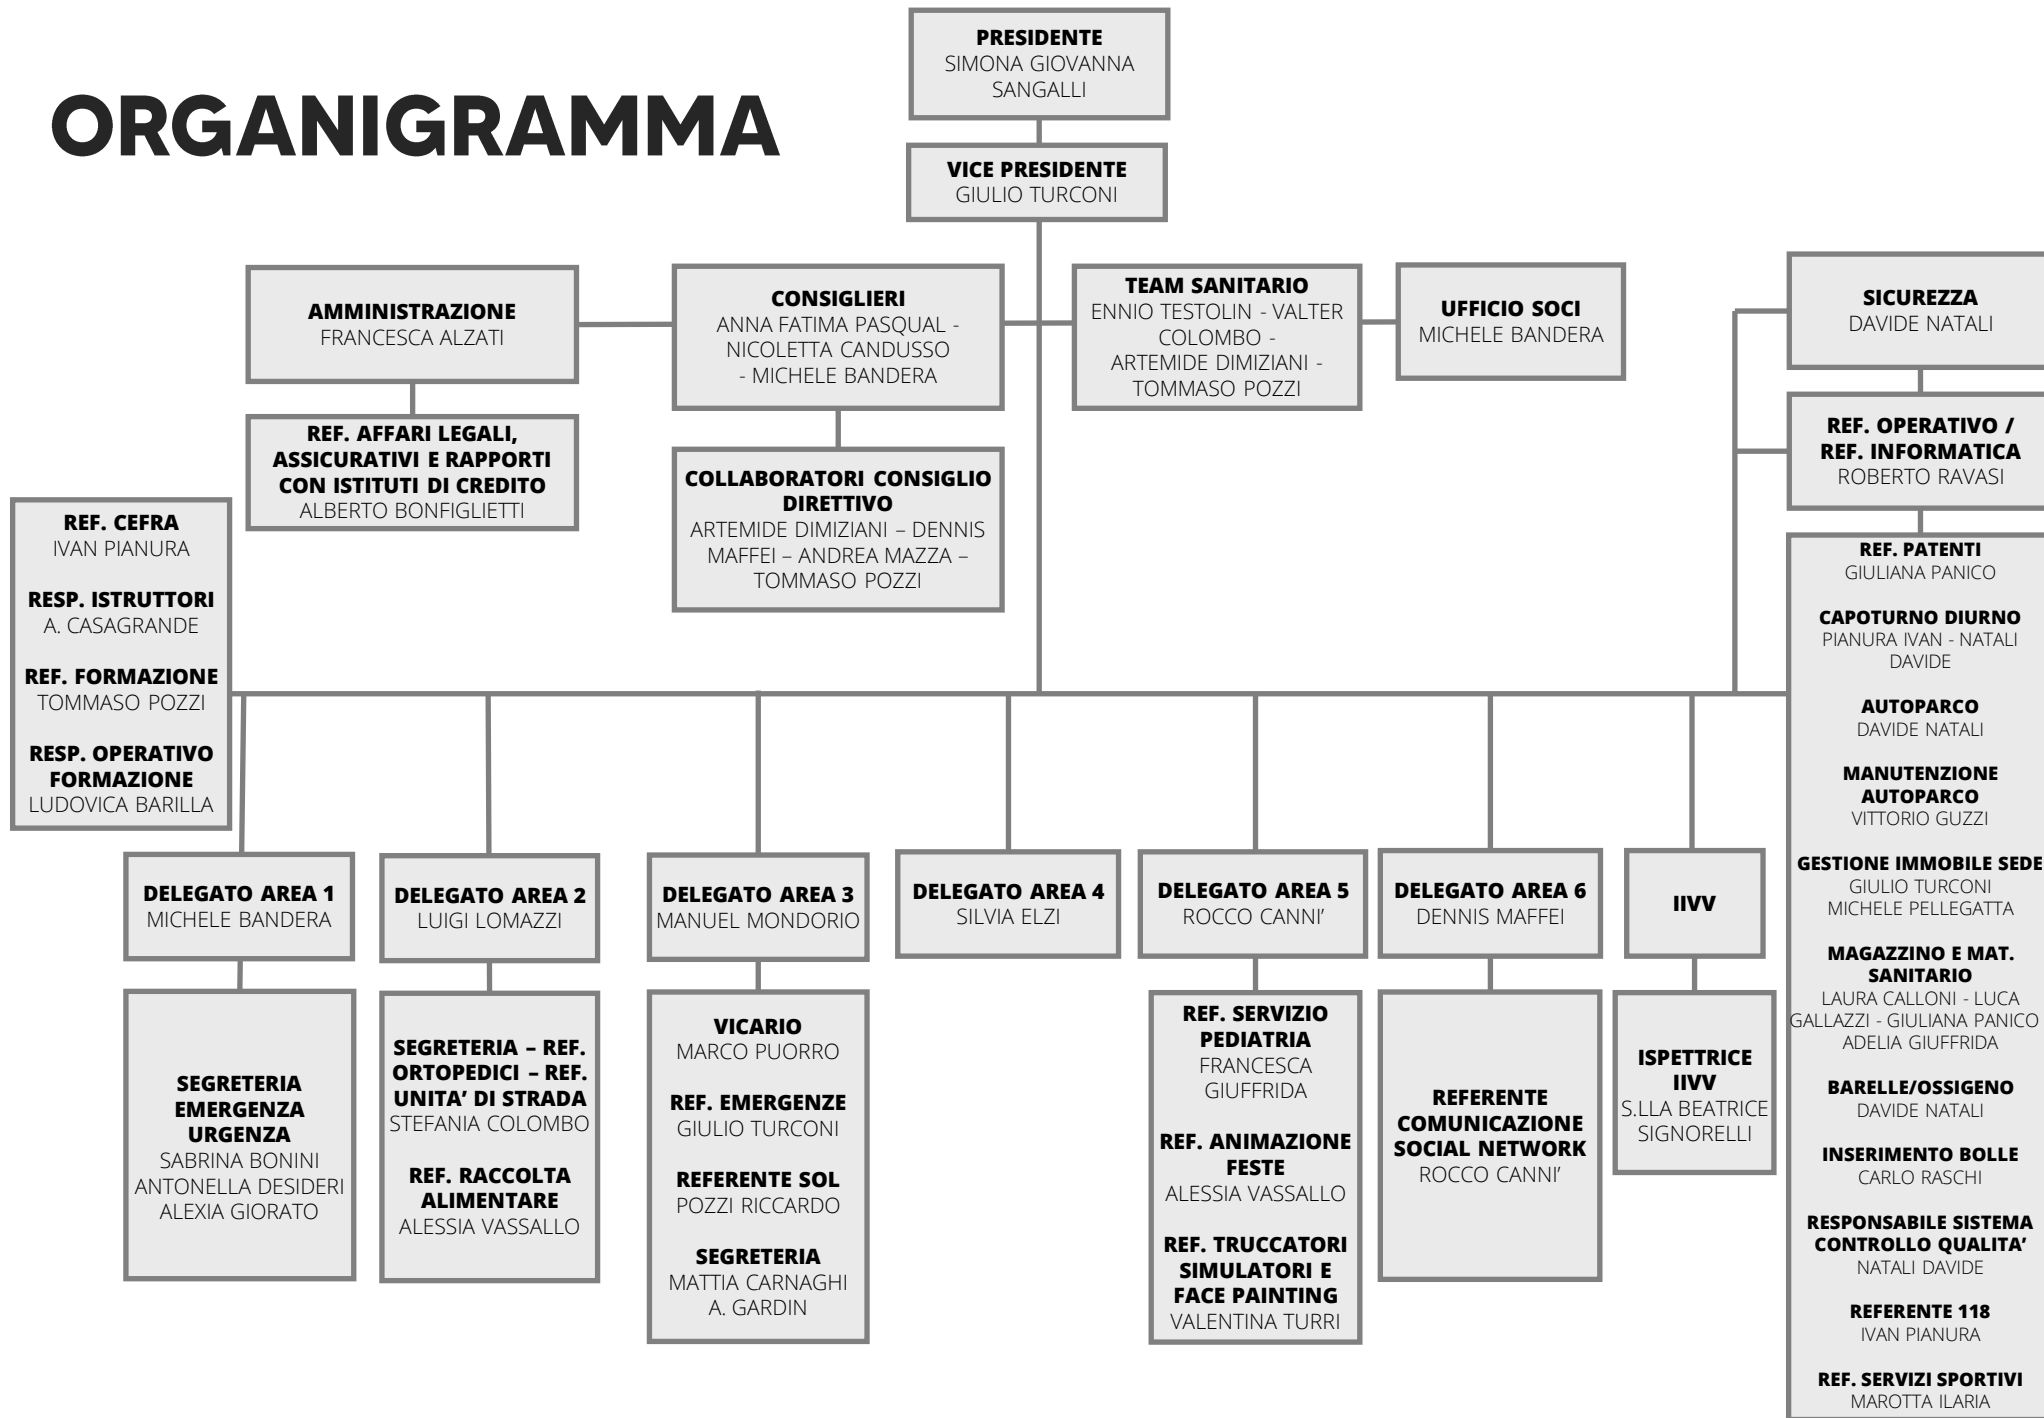 ORGANIGRAMMA
PRESIDENTE
SIMONA GIOVANNA
SANGALLI
VICE PRESIDENTE
GIULIO TURCONI
AMMINISTRAZIONE
FRANCESCA ALZATI
CONSIGLIERI
ANNA FATIMA PASQUAL -
NICOLETTA CANDUSSO
- MICHELE BANDERA
TEAM SANITARIO
ENNIO TESTOLIN - VALTER
COLOMBO -
ARTEMIDE DIMIZIANI -
TOMMASO POZZI
UFFICIO SOCI
MICHELE BANDERA
SICUREZZA
DAVIDE NATALI
REF. AFFARI LEGALI,
ASSICURATIVI E RAPPORTI
CON ISTITUTI DI CREDITO
ALBERTO BONFIGLIETTI
COLLABORATORI CONSIGLIO
DIRETTIVO
ARTEMIDE DIMIZIANI – DENNIS
MAFFEI – ANDREA MAZZA –
TOMMASO POZZI
REF. OPERATIVO /
REF. INFORMATICA
ROBERTO RAVASI
REF. CEFRA
IVAN PIANURA
RESP. ISTRUTTORI
A. CASAGRANDE
REF. FORMAZIONE
TOMMASO POZZI
RESP. OPERATIVO
FORMAZIONE
LUDOVICA BARILLA
REF. PATENTI
GIULIANA PANICO
CAPOTURNO DIURNO
PIANURA IVAN - NATALI
DAVIDE
AUTOPARCO
DAVIDE NATALI
MANUTENZIONE
AUTOPARCO
VITTORIO GUZZI
GESTIONE IMMOBILE SEDE
GIULIO TURCONI
MICHELE PELLEGATTA
MAGAZZINO E MAT.
SANITARIO
LAURA CALLONI - LUCA
GALLAZZI - GIULIANA PANICO
ADELIA GIUFFRIDA
BARELLE/OSSIGENO
DAVIDE NATALI
INSERIMENTO BOLLE
CARLO RASCHI
RESPONSABILE SISTEMA
CONTROLLO QUALITA’
NATALI DAVIDE
REFERENTE 118
IVAN PIANURA
REF. SERVIZI SPORTIVI
MAROTTA ILARIA
DELEGATO AREA 1
MICHELE BANDERA
SEGRETERIA
EMERGENZA
URGENZA
SABRINA BONINI
ANTONELLA DESIDERI
ALEXIA GIORATO
DELEGATO AREA 2
LUIGI LOMAZZI
SEGRETERIA – REF.
ORTOPEDICI – REF.
UNITA’ DI STRADA
STEFANIA COLOMBO
REF. RACCOLTA
ALIMENTARE
ALESSIA VASSALLO
DELEGATO AREA 3
MANUEL MONDORIO
VICARIO
MARCO PUORRO
REF. EMERGENZE
GIULIO TURCONI
REFERENTE SOL
POZZI RICCARDO
SEGRETERIA
MATTIA CARNAGHI
A. GARDIN
DELEGATO AREA 4
SILVIA ELZI
DELEGATO AREA 5
ROCCO CANNI’
REF. SERVIZIO
PEDIATRIA
FRANCESCA
GIUFFRIDA
REF. ANIMAZIONE
FESTE
ALESSIA VASSALLO
REF. TRUCCATORI
SIMULATORI E
FACE PAINTING
VALENTINA TURRI
DELEGATO AREA 6
DENNIS MAFFEI
REFERENTE
COMUNICAZIONE
SOCIAL NETWORK
ROCCO CANNI’
IIVV
ISPETTRICE
IIVV
S.LLA BEATRICE
SIGNORELLI